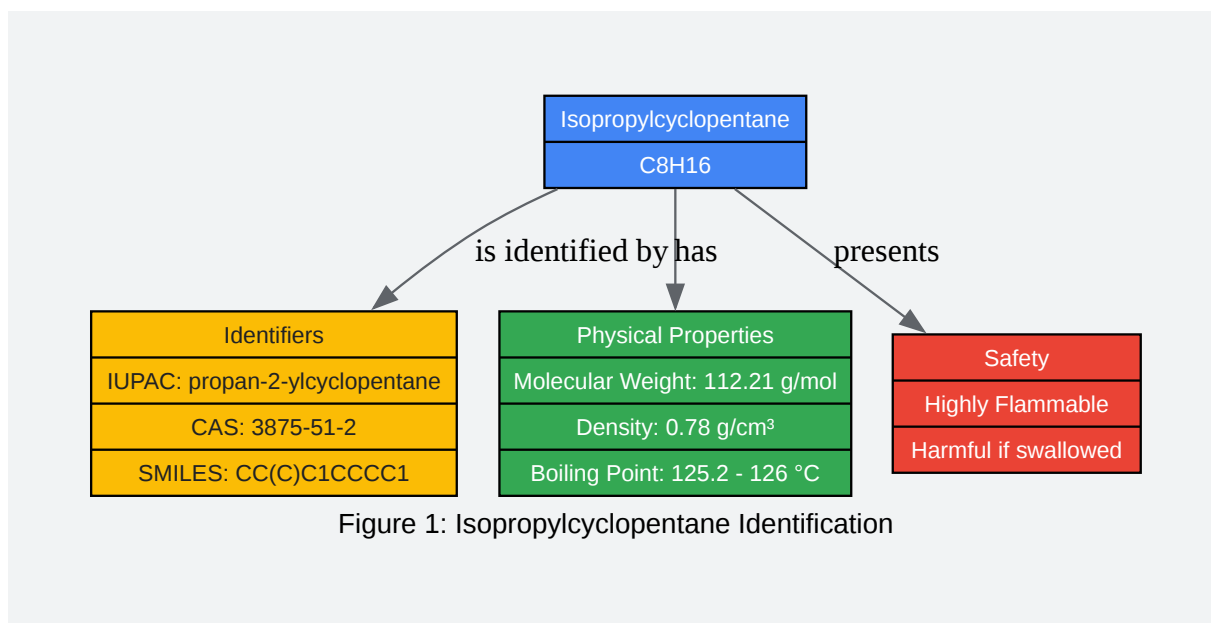 Isopropylcyclopentane
C8H16
is identified by
has
presents
Identifiers
IUPAC: propan-2-ylcyclopentane
CAS: 3875-51-2
SMILES: CC(C)C1CCCC1
Physical Properties
Molecular Weight: 112.21 g/mol
Density: 0.78 g/cm³
Boiling Point: 125.2 - 126 °C
Safety
Highly Flammable
Harmful if swallowed
Figure 1: Isopropylcyclopentane Identification